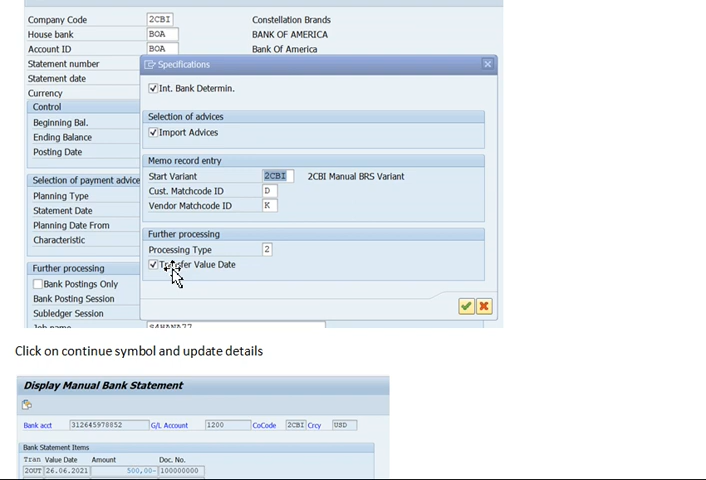 Company Code 2CBI Constellation Brands
House bank BOA BANK OF AMERICA
Account ID BOA Bank Of America
Statement number
Statement date
Currency
Control
Beginning Bal.
Ending Balance
Posting Date
Selection of payment advice
Planning Type
Statement Date
Planning Date From
Characteristic
Further processing
Bank Postings Only
Bank Posting Session
Subledger Session
Job name S4HANA77
Specifications
Int. Bank Determin.
Selection of advices
Import Advices
Memo record entry
Start Variant 2CBI 2CBI Manual BRS Variant
Cust. Matchcode ID D
Vendor Matchcode ID K
Further processing
Processing Type 2
Transfer Value Date
Click on continue symbol and update details
Display Manual Bank Statement
Bank acct 312645978852 G/L Account 1200 CoCode 2CBI Crcy USD
Bank Statement Items
Tran Value Date Amount Doc. No.
2OUT 26.06.2021 500,00- 100000000